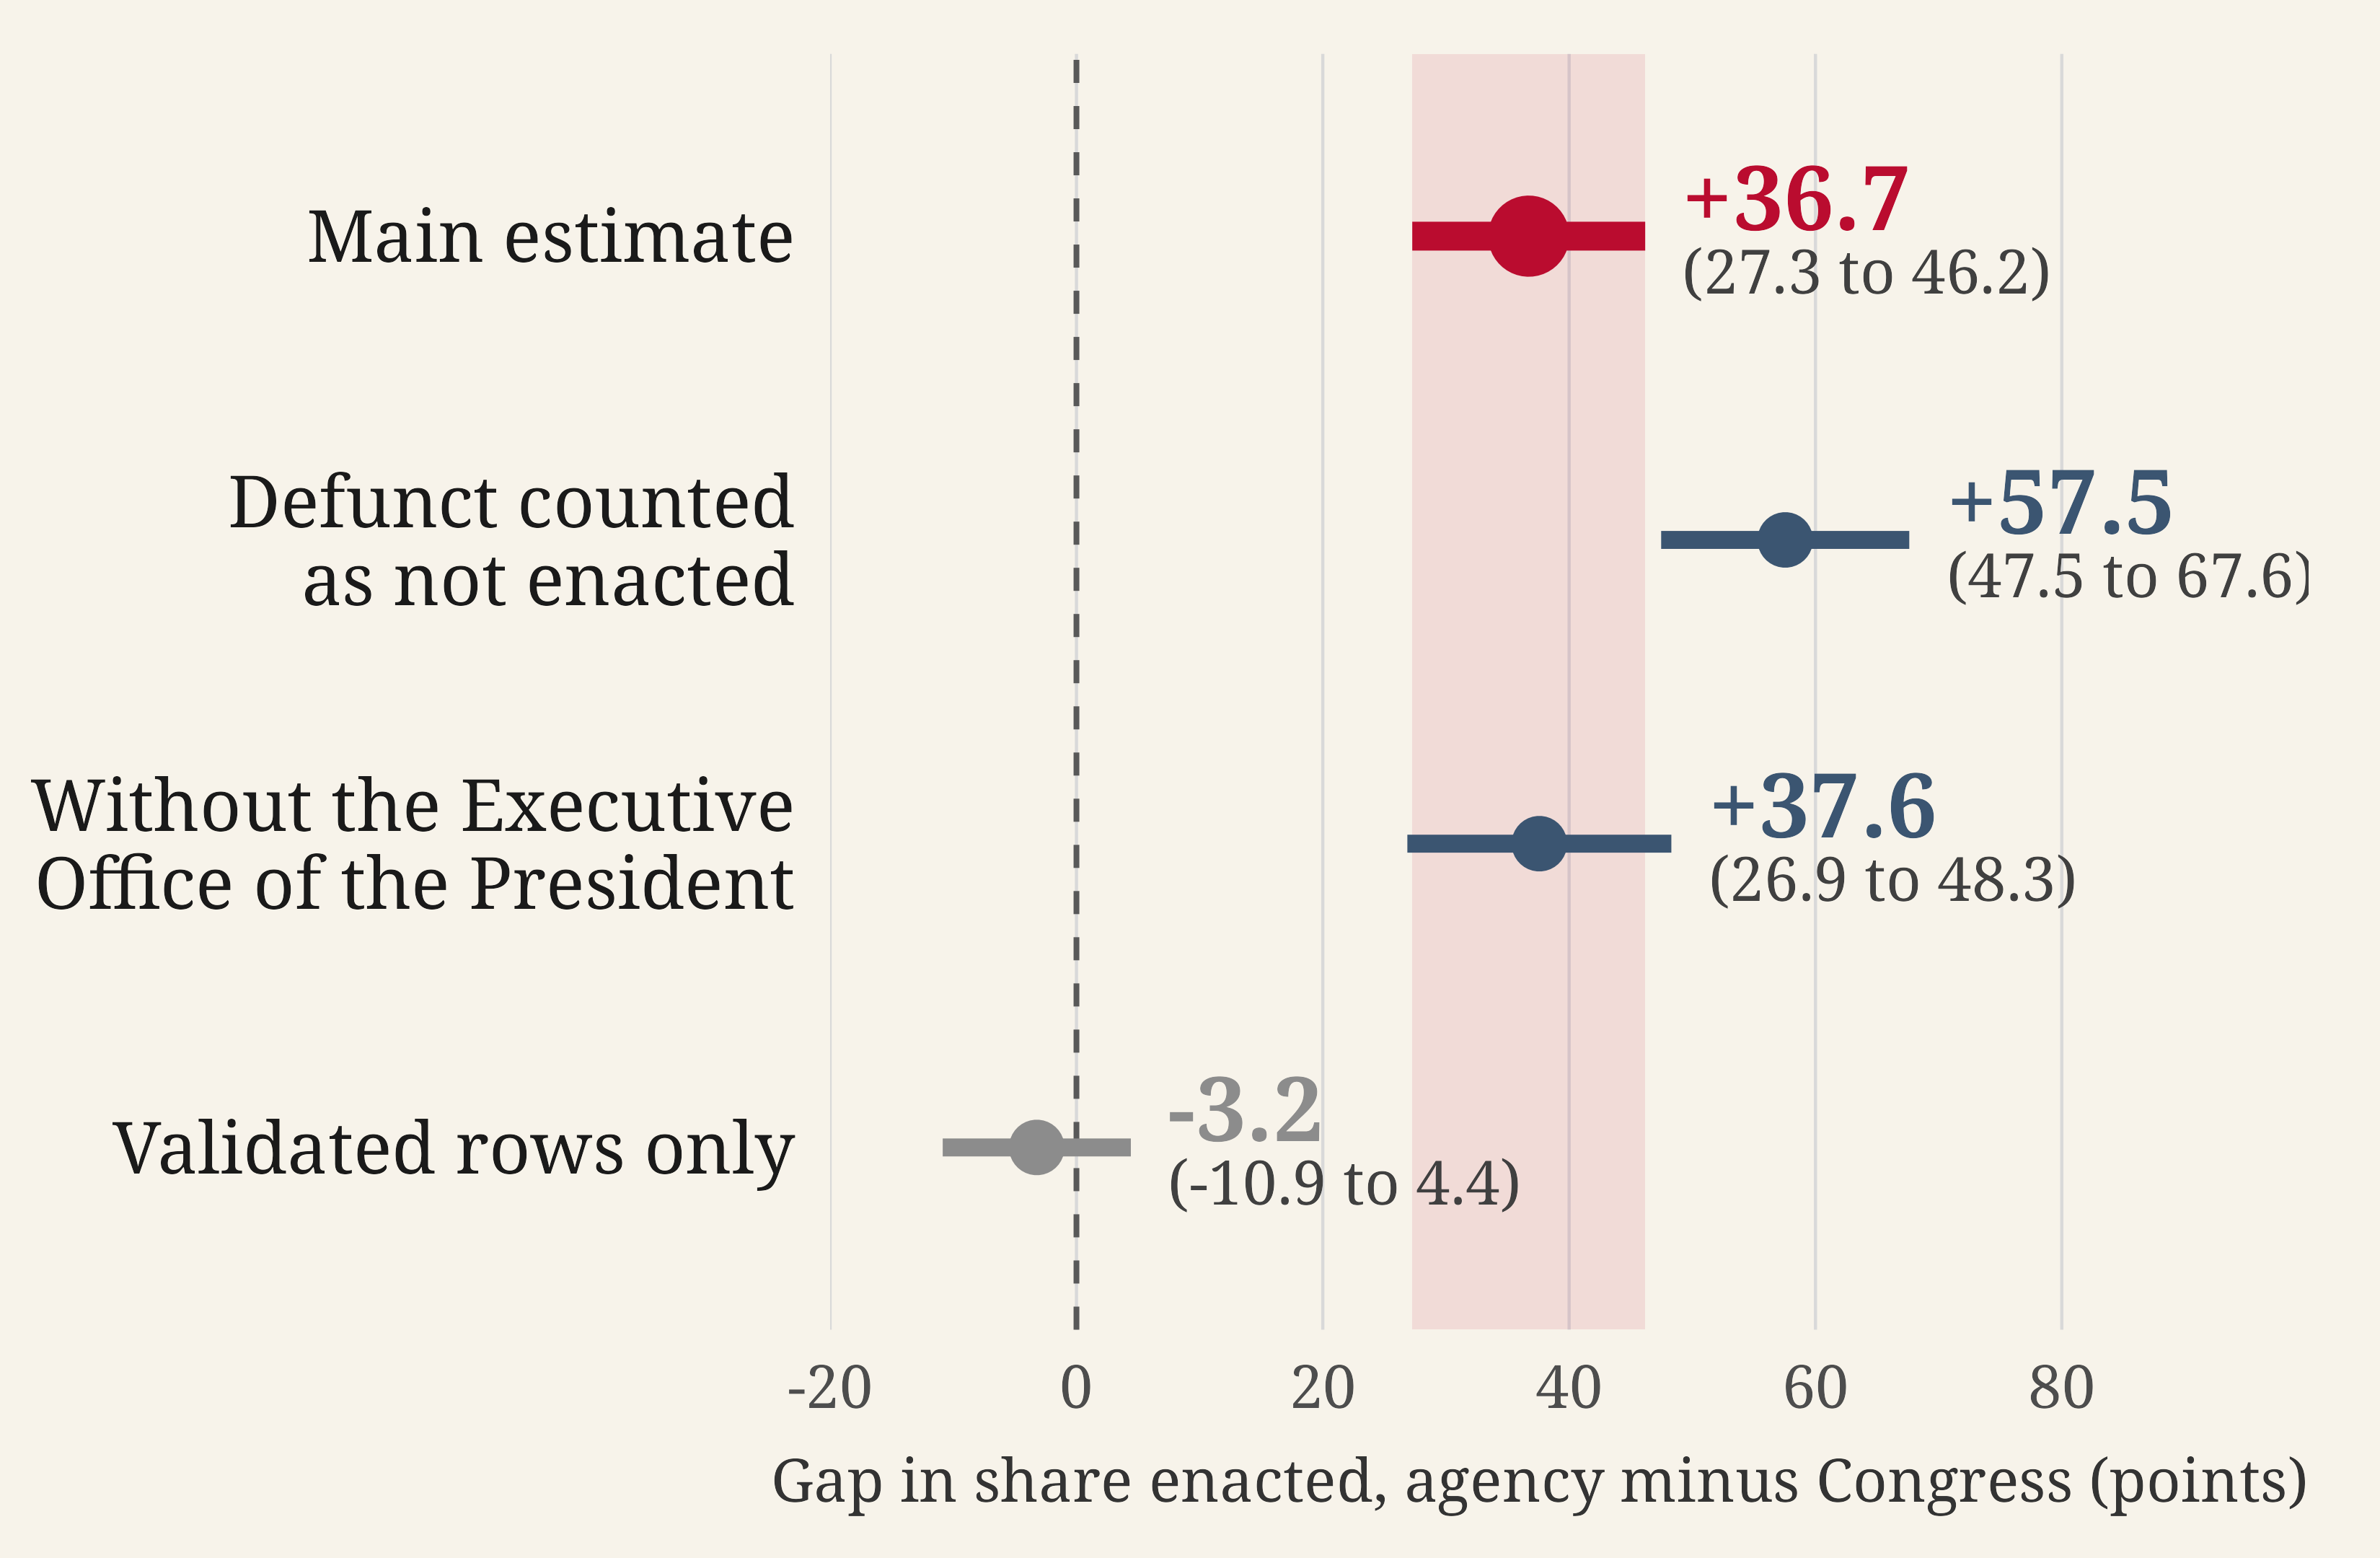 Main estimate
+36.7
(27.3 to 46.2)
Defunct counted
as not enacted
+57.5
(47.5 to 67.6)
Without the Executive
Office of the President
+37.6
(26.9 to 48.3)
Validated rows only
-3.2
(-10.9 to 4.4)
-20 0 20 40 60 80
Gap in share enacted, agency minus Congress (points)